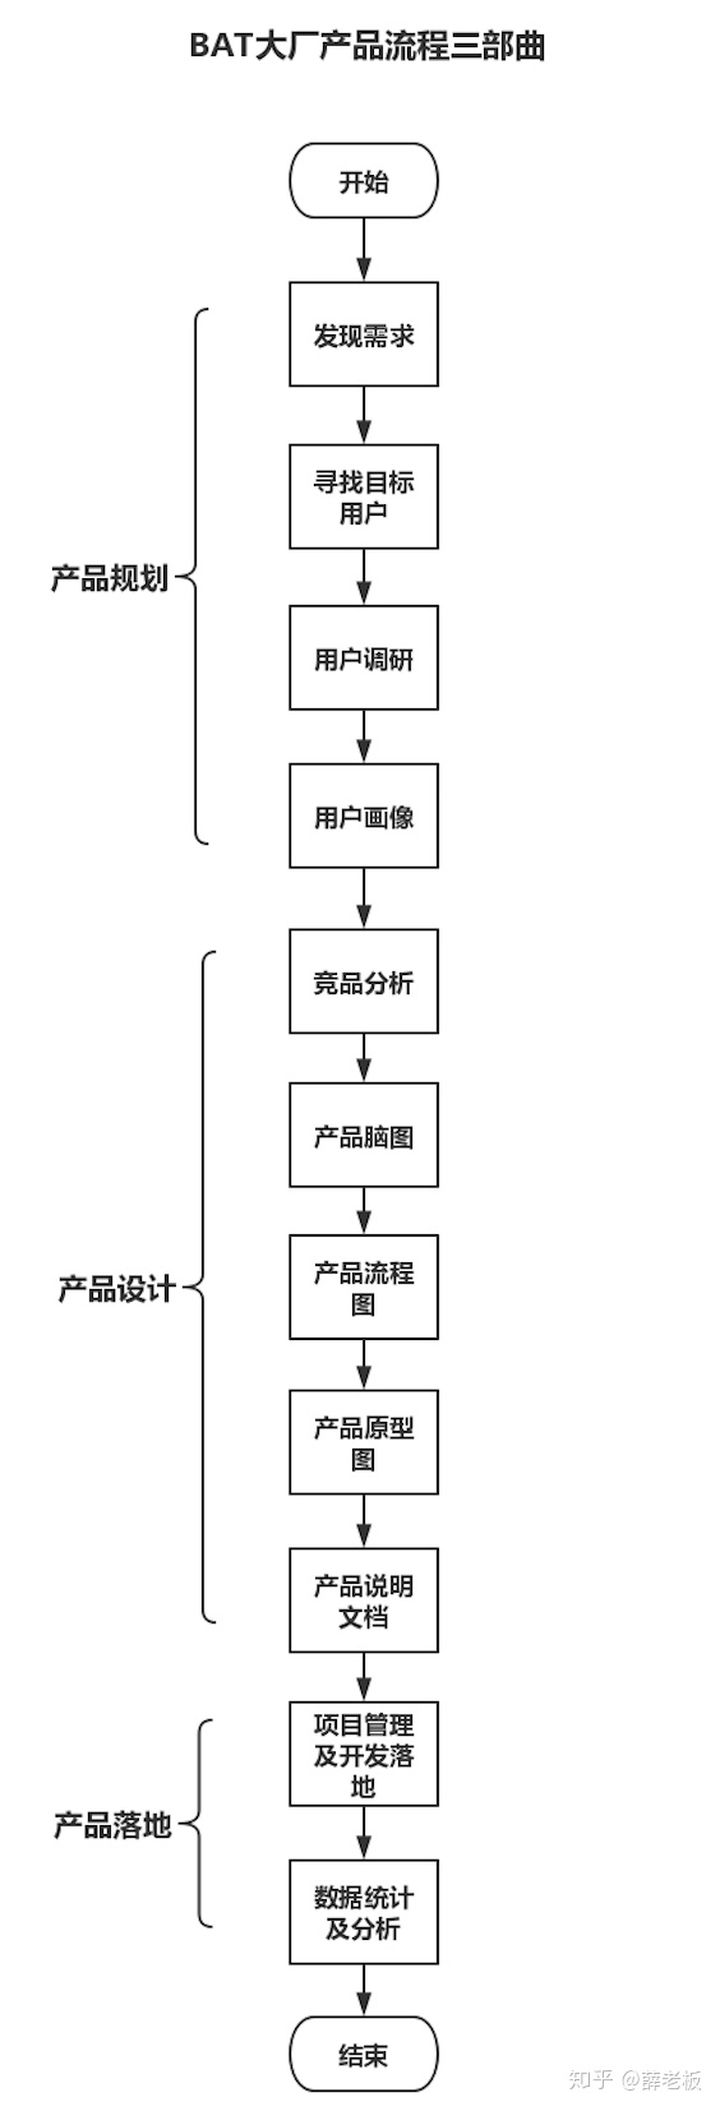 BAT大厂产品流程三部曲
开始
发现需求
寻找目标
用户
产品规划
用户调研
用户画像
竞品分析
产品脑图
产品流程
图
产品设计
产品原型
图
产品说明
文档
项目管理
及开发落
地
产品落地
数据统计
及分析
结束
知乎 @薛老板